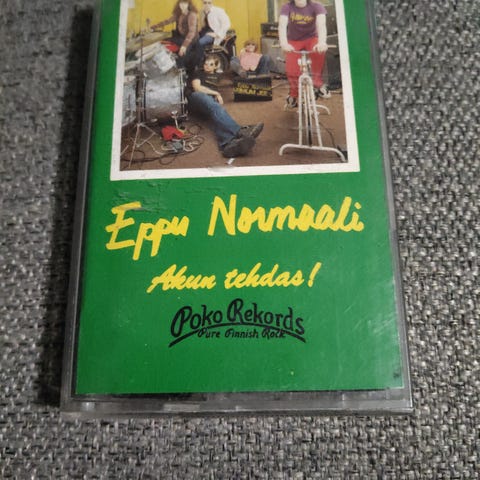 Eppu Normaali
Akun tehdas!
Poko Rekords
Pure Finnish Rock